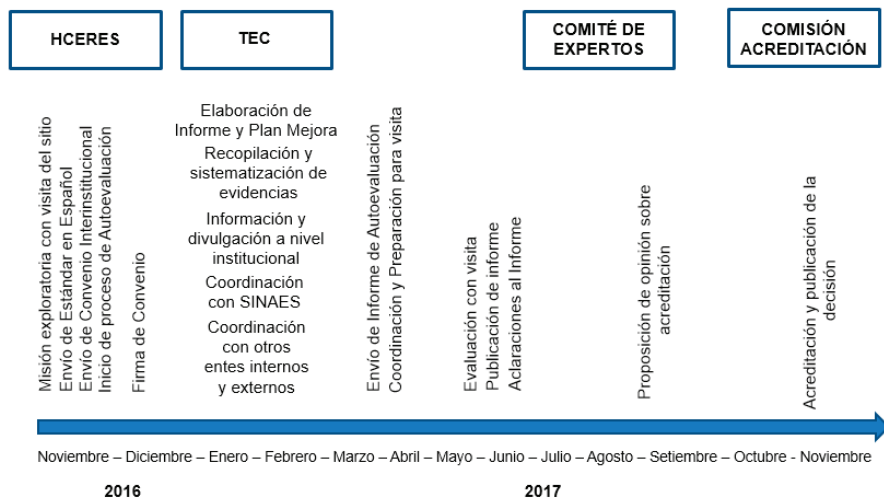 HCERES
TEC
COMITÉ DE
EXPERTOS
COMISIÓN
ACREDITACIÓN
Misión exploratoria con visita del sitio
Envío de Estándar en Español
Envío de Convenio Interinstitucional
Inicio de proceso de Autoevaluación
Firma de Convenio
Elaboración de
Informe y Plan Mejora
Recopilación y
sistematización de
evidencias
Información y
divulgación a nivel
institucional
Coordinación
con SINAES
Coordinación
con otros
entes internos
y externos
Envío de Informe de Autoevaluación
Coordinación y Preparación para visita
Evaluación con visita
Publicación de informe
Aclaraciones al Informe
Proposición de opinión sobre
acreditación
Acreditación y publicación de la
decisión
Noviembre – Diciembre – Enero – Febrero – Marzo – Abril – Mayo – Junio – Julio – Agosto – Setiembre – Octubre - Noviembre
2016
2017